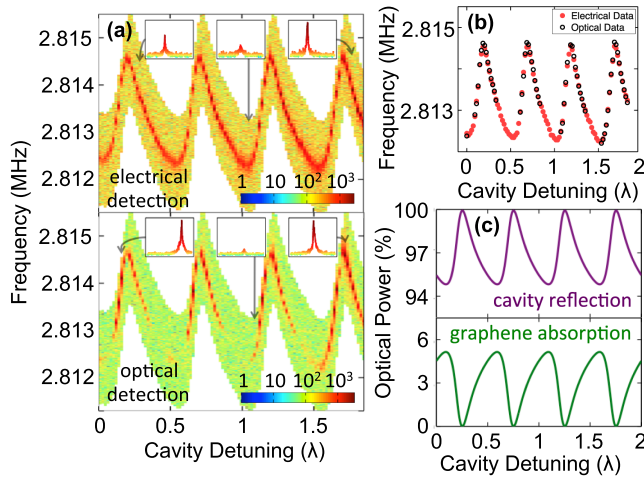 (a)
2.815
2.814
2.813
2.812
electrical
detection
1 10 10² 10³
2.815
2.814
2.813
2.812
optical
detection
1 10 10² 10³
Frequency (MHz)
0 0.5 1 1.5
Cavity Detuning (λ)
(b)
Electrical Data
Optical Data
2.815
2.813
Frequency (MHz)
0 0.5 1 1.5 2
Cavity Detuning (λ)
(c)
100
97
94
cavity reflection
graphene absorption
6
3
0
Optical Power (%)
0 0.5 1 1.5 2
Cavity Detuning (λ)